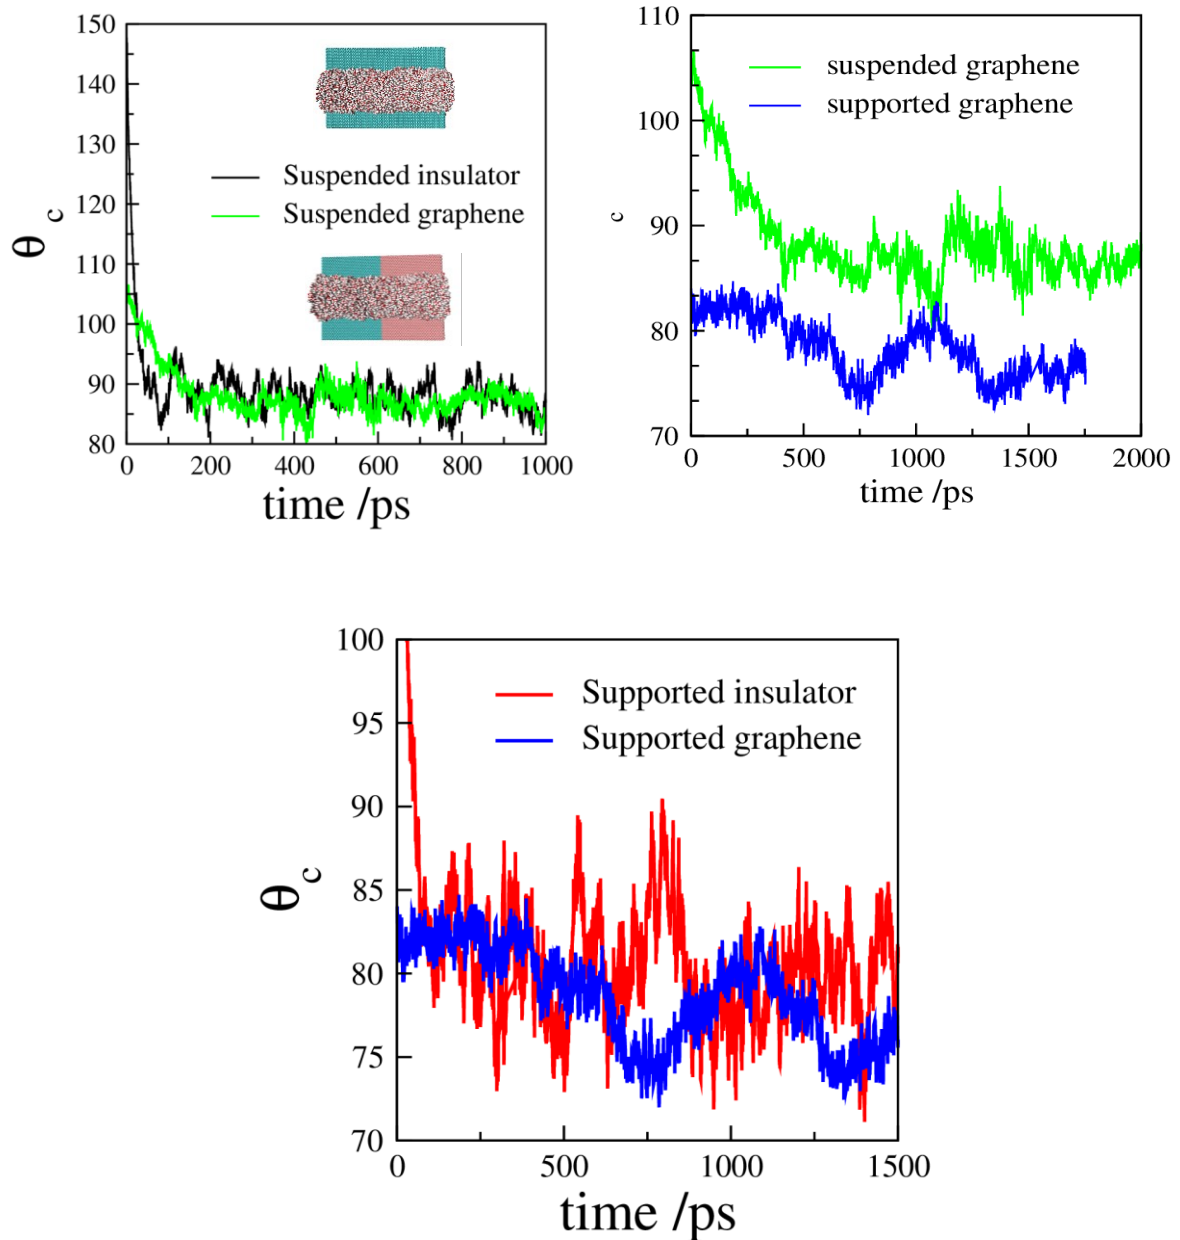 150
140
130
120
110
100
90
80
θc
Suspended insulator
Suspended graphene
0
200
400
600
800
1000
time /ps
110
100
90
80
70
c
suspended graphene
supported graphene
0
500
1000
1500
2000
time /ps
100
95
90
85
80
75
70
θc
Supported insulator
Supported graphene
0
500
1000
1500
time /ps